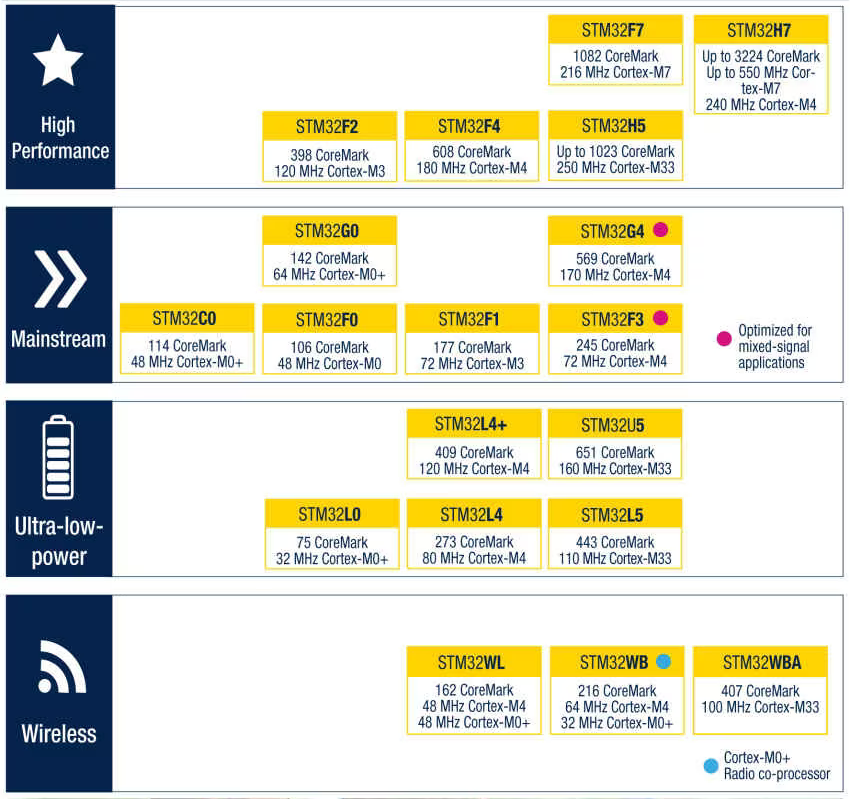 High
Performance
STM32F7
1082 CoreMark
216 MHz Cortex-M7
STM32H7
Up to 3224 CoreMark
Up to 550 MHz Cor-
tex-M7
240 MHz Cortex-M4
STM32F2
398 CoreMark
120 MHz Cortex-M3
STM32F4
608 CoreMark
180 MHz Cortex-M4
STM32H5
Up to 1023 CoreMark
250 MHz Cortex-M33
Mainstream
STM32G0
142 CoreMark
64 MHz Cortex-M0+
STM32G4
569 CoreMark
170 MHz Cortex-M4
STM32C0
114 CoreMark
48 MHz Cortex-M0+
STM32F0
106 CoreMark
48 MHz Cortex-M0
STM32F1
177 CoreMark
72 MHz Cortex-M3
STM32F3
245 CoreMark
72 MHz Cortex-M4
Optimized for
mixed-signal
applications
Ultra-low-
power
STM32L4+
409 CoreMark
120 MHz Cortex-M4
STM32U5
651 CoreMark
160 MHz Cortex-M33
STM32L0
75 CoreMark
32 MHz Cortex-M0+
STM32L4
273 CoreMark
80 MHz Cortex-M4
STM32L5
443 CoreMark
110 MHz Cortex-M33
Wireless
STM32WL
162 CoreMark
48 MHz Cortex-M4
48 MHz Cortex-M0+
STM32WB
216 CoreMark
64 MHz Cortex-M4
32 MHz Cortex-M0+
STM32WBA
407 CoreMark
100 MHz Cortex-M33
Cortex-M0+
Radio co-processor